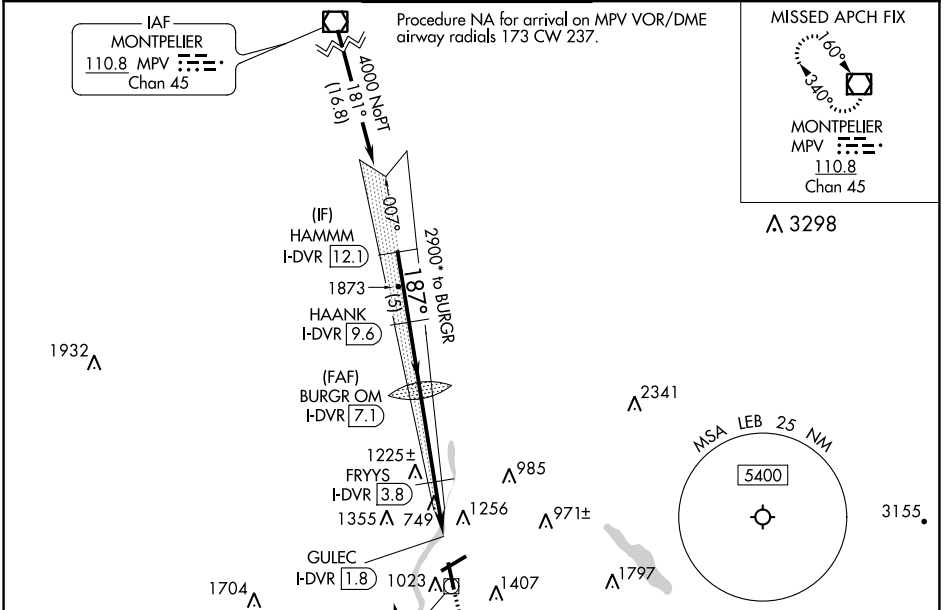 IAF
MONTPELIER
110.8 MPV
Chan 45
Procedure NA for arrival on MPV VOR/DME
airway radials 173 CW 237.
MISSED APCH FIX
160°
340°
MONTPELIER
MPV
110.8
Chan 45
4000 NoPT
181°
(16.8)
007°
(IF)
HAMMM
I-DVR 12.1
2900* to BURGR
187°
(5)
3298
1873
HAANK
I-DVR 9.6
1932
(FAF)
BURGR OM
I-DVR 7.1
2341
MSA LEB 25 NM
5400
1225±
FRYYS
I-DVR 3.8
985
1355
749
1256
971±
3155
GULEC
I-DVR 1.8
1023
1407
1797
1704